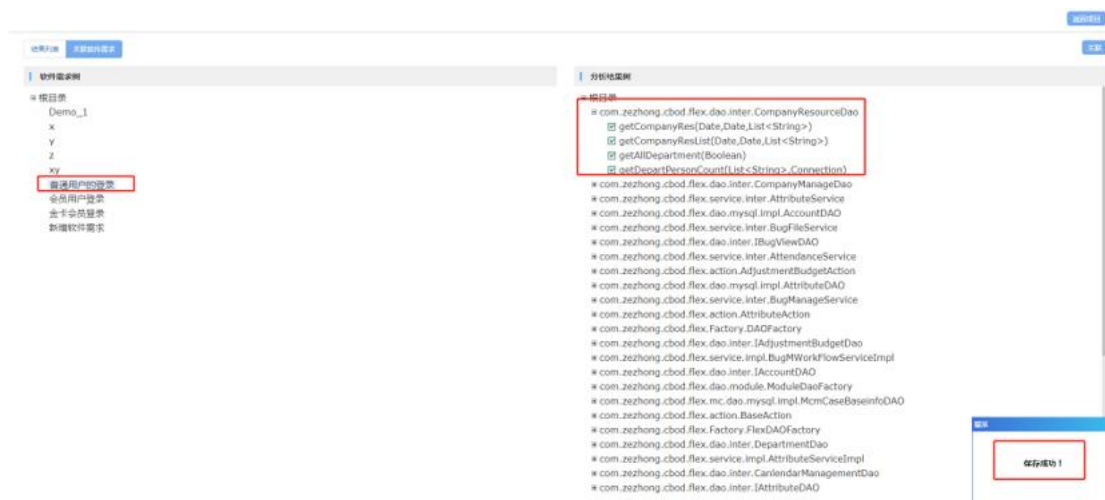 返回项目
结果列表 关联软件需求
关联
软件需求树
分析结果树
根目录
Demo_1
x
y
z
xy
普通用户的登录
会员用户登录
金卡会员登录
新增软件需求
根目录
com.zezhong.cbod.flex.dao.inter.CompanyResourceDao
getCompanyRes(Date,Date,List<String>)
getCompanyResList(Date,Date,List<String>)
getAllDepartment(Boolean)
getDepartPersonCount(List<String>,Connection)
com.zezhong.cbod.flex.dao.inter.CompanyManageDao
com.zezhong.cbod.flex.service.inter.AttributeService
com.zezhong.cbod.flex.dao.mysql.impl.AccountDAO
com.zezhong.cbod.flex.service.inter.BugFileService
com.zezhong.cbod.flex.dao.inter.IBugViewDAO
com.zezhong.cbod.flex.service.inter.AttendanceService
com.zezhong.cbod.flex.action.AdjustmentBudgetAction
com.zezhong.cbod.flex.dao.mysql.impl.AttributeDAO
com.zezhong.cbod.flex.service.inter.BugManageService
com.zezhong.cbod.flex.action.AttributeAction
com.zezhong.cbod.flex.Factory.DAOFactory
com.zezhong.cbod.flex.dao.inter.IAdjustmentBudgetDao
com.zezhong.cbod.flex.service.impl.BugMWorkFlowServiceImpl
com.zezhong.cbod.flex.dao.inter.IAccountDAO
com.zezhong.cbod.flex.dao.module.ModuleDaoFactory
com.zezhong.cbod.flex.mc.dao.mysql.impl.McmCaseBaseinfoDAO
com.zezhong.cbod.flex.action.BaseAction
com.zezhong.cbod.flex.Factory.FlexDAOFactory
com.zezhong.cbod.flex.dao.inter.DepartmentDao
com.zezhong.cbod.flex.service.impl.AttributeServiceImpl
com.zezhong.cbod.flex.dao.inter.CanlendarManagementDao
com.zezhong.cbod.flex.dao.inter.IAttributeDAO
提示
保存成功！